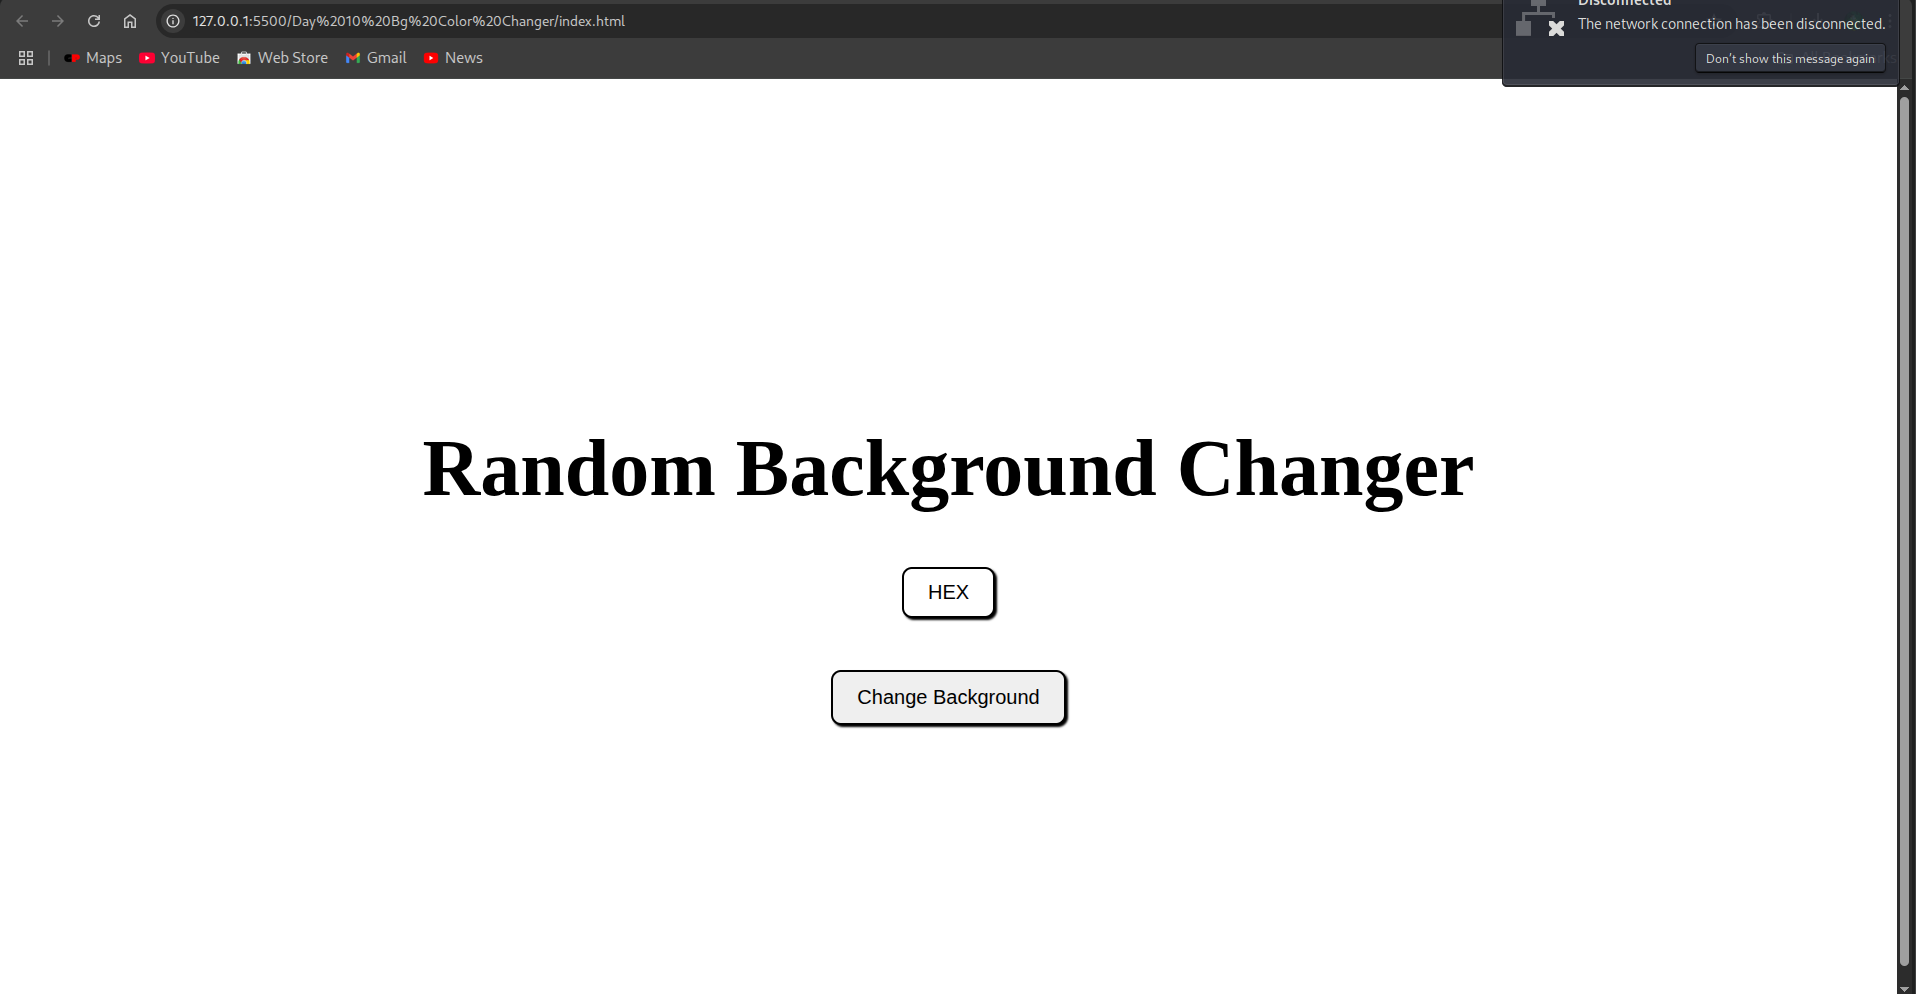 127.0.0.1:5500/Day%2010%20Bg%20Color%20Changer/index.html
Disconnected
The network connection has been disconnected.
Don't show this message again
Maps YouTube Web Store Gmail News
Random Background Changer
HEX
Change Background